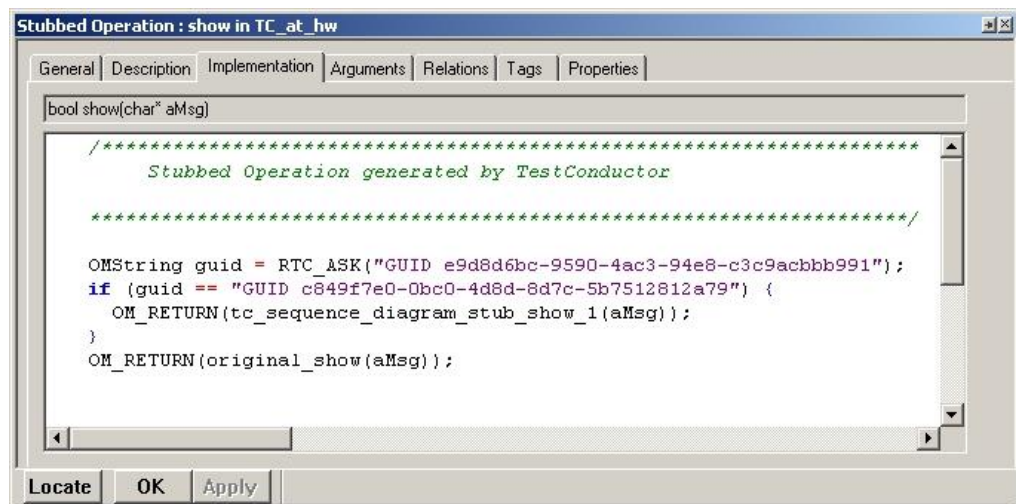 Stubbed Operation : show in TC_at_hw
General Description Implementation Arguments Relations Tags Properties
bool show(char* aMsg)
/**********************************************************************
Stubbed Operation generated by TestConductor
**********************************************************************/
OMString guid = RTC_ASK("GUID e9d8d6bc-9590-4ac3-94e8-c3c9acbbb991");
if (guid == "GUID c849f7e0-0bc0-4d8d-8d7c-5b7512812a79") {
OM_RETURN(tc_sequence_diagram_stub_show_1(aMsg));
}
OM_RETURN(original_show(aMsg));
Locate OK Apply